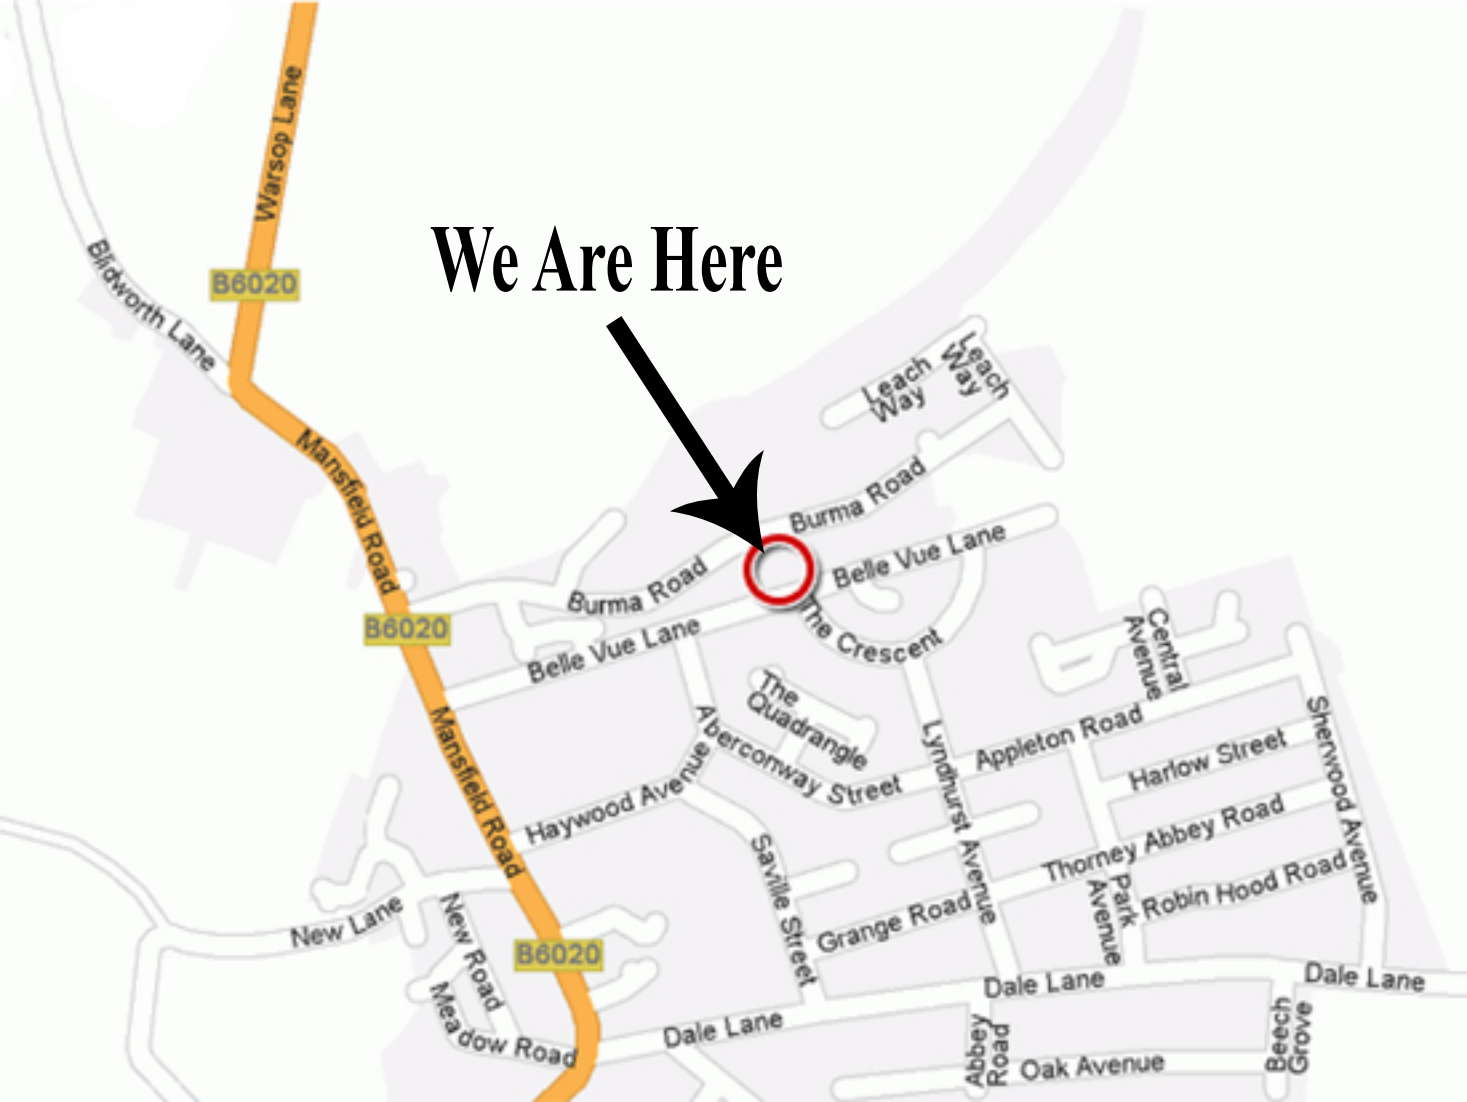 Warsop Lane
Blidworth Lane
B6020
We Are Here
Leach
Way
Leach
Way
Mansfield Road
Burma Road
Belle Vue Lane
Burma Road
B6020
Belle Vue Lane
The Crescent
Central
Avenue
The
Quadrangle
Mansfield Road
Aberconway Street
Appleton Road
Lyndhurst Avenue
Harlow Street
Sherwood Avenue
Haywood Avenue
Thorney Abbey Road
Saville Street
Park
Avenue
Robin Hood Road
Grange Road
New Lane
New Road
B6020
Meadow Road
Dale Lane
Dale Lane
Dale Lane
Abbey
Road
Oak Avenue
Beech
Grove